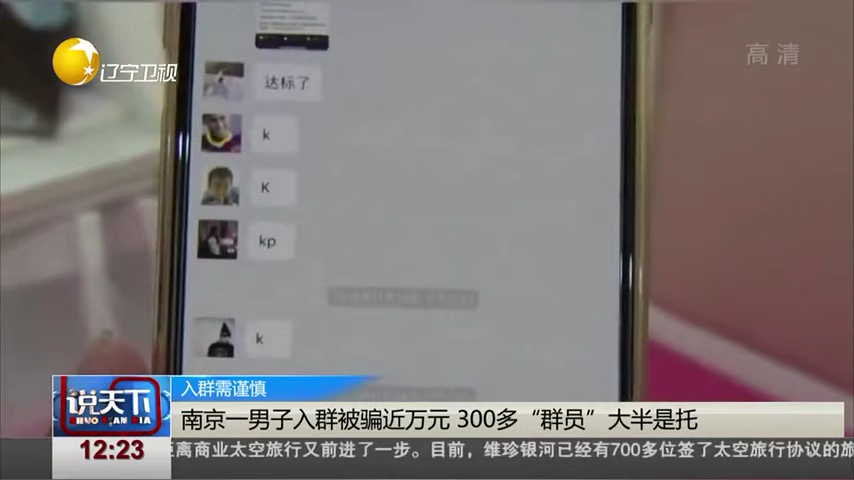 辽宁卫视
高清
达标了
k
K
kp
k
入群需谨慎
说天下
SHUO TIAN XIA
南京一男子入群被骗近万元 300多“群员”大半是托
12:23
距离商业太空旅行又前进了一步。目前，维珍银河已经有700多位签了太空旅行协议的旅